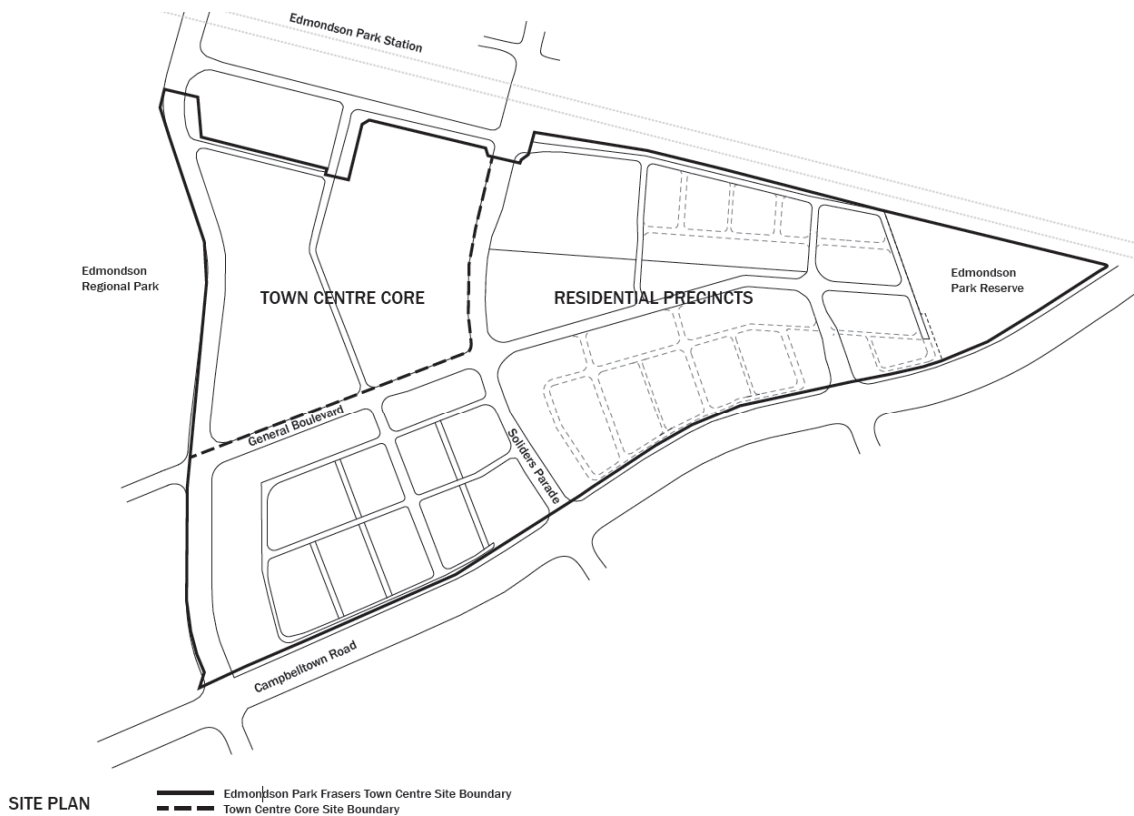 Edmondson Park Station
Edmondson
Regional Park
TOWN CENTRE CORE
RESIDENTIAL PRECINCTS
Edmondson
Park Reserve
General Boulevard
Soliders Parade
Campbelltown Road
SITE PLAN
Edmondson Park Frasers Town Centre Site Boundary
Town Centre Core Site Boundary